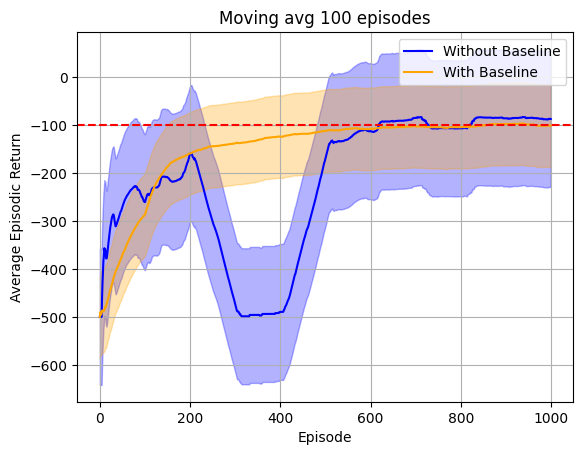 Moving avg 100 episodes
Without Baseline
With Baseline
Average Episodic Return
0
−100
−200
−300
−400
−500
−600
0
200
400
600
800
1000
Episode